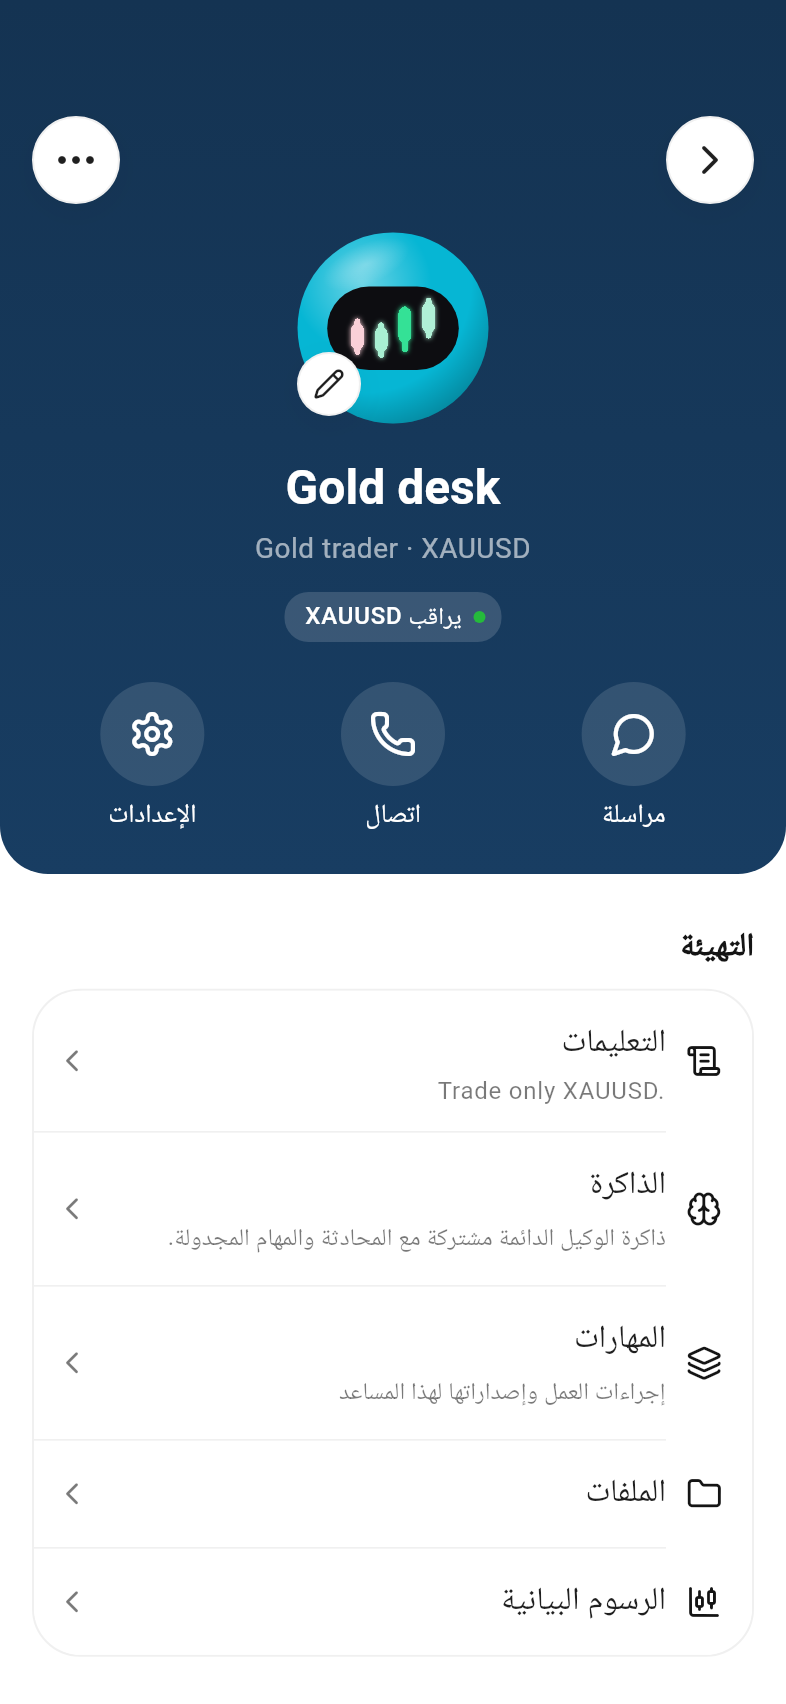 Gold desk
Gold trader · XAUUSD
يراقب XAUUSD
مراسلة
اتصال
الإعدادات
التهيئة
التعليمات
Trade only XAUUSD.
الذاكرة
ذاكرة الوكيل الدائمة مشتركة مع المحادثة والمهام المجدولة.
المهارات
إجراءات العمل وإصداراتها لهذا المساعد
الملفات
الرسوم البيانية